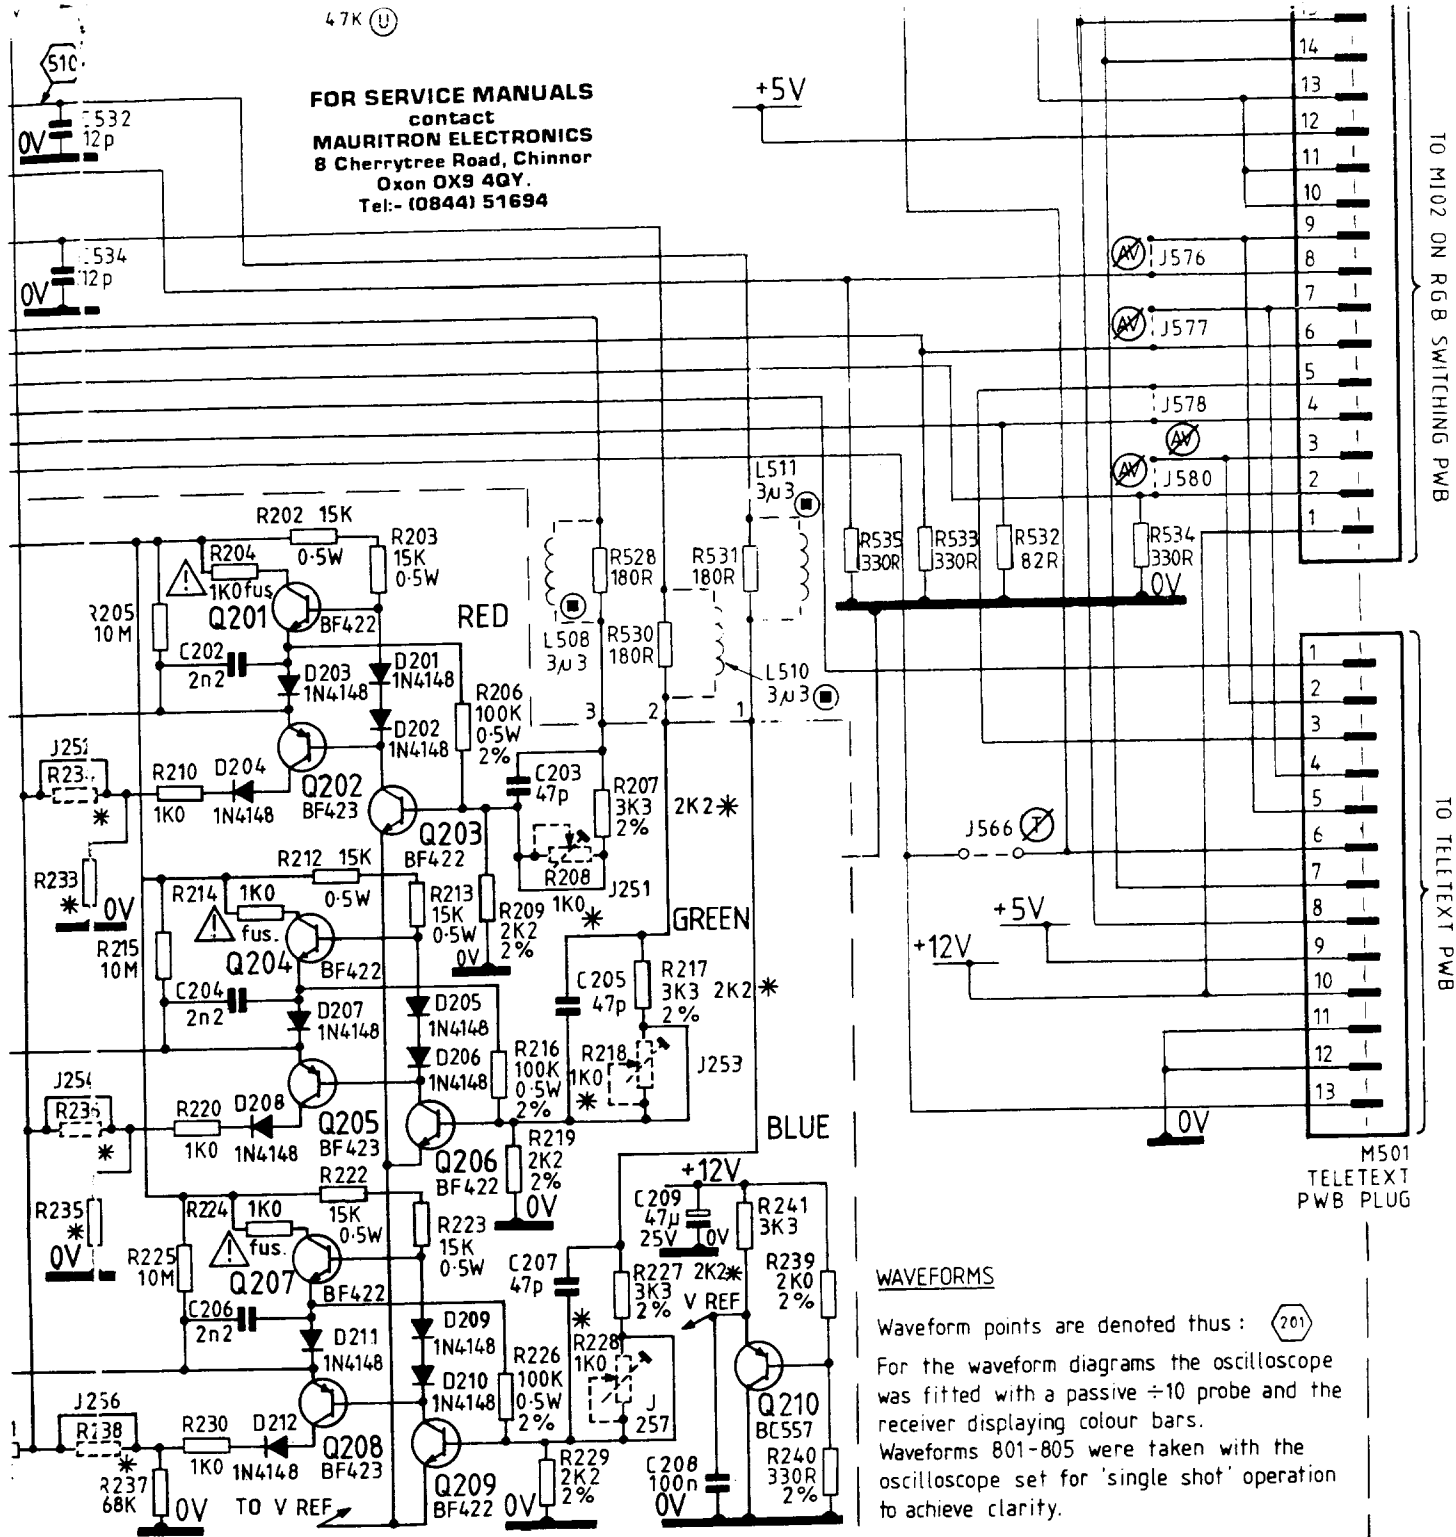 47K U
510
FOR SERVICE MANUALS
contact
MAURITRON ELECTRONICS
8 Cherrytree Road, Chinnor
Oxon OX9 4QY.
Tel:- (0844) 51694
:532
12p
0V
:534
12p
0V
+5V
14
13
12
11
10
9
8
7
6
5
4
3
2
1
TO M102 ON RGB SWITCHING PWB
AV J576
AV J577
J578
AV
AV J580
L511
3µ3
R535
330R
R533
330R
R532
82R
R534
330R
0V
R528
180R
R531
180R
L508
3µ3
R530
180R
L510
3µ3
3 2 1
R202 15K
0·5W
R203
15K
0·5W
R204
1K0 fus.
R205
10M
Q201
BF422
RED
C202
2n2
D203
1N4148
D201
1N4148
D202
1N4148
R206
100K
0·5W
2%
J252
R210
1K0
D204
1N4148
Q202
BF423
C203
47p
R207
3K3
2%
2K2 *
Q203
BF422
R208
1K0
*
J251
R233
*
0V
R209
2K2
2%
0V
R212 15K
0·5W
R213
15K
0·5W
R214 1K0
fus.
R215
10M
Q204
BF422
GREEN
C204
2n2
D207
1N4148
D205
1N4148
D206
1N4148
C205
47p
R217
3K3
2%
2K2 *
R216
100K
0·5W
2%
R218
1K0
*
J253
J254
*
R220
1K0
D208
1N4148
Q205
BF423
Q206
BF422
R219
2K2
2%
0V
BLUE
R235
*
0V
R222
15K
0·5W
R223
15K
0·5W
R224 1K0
fus.
R225
10M
Q207
BF422
C206
2n2
D211
1N4148
D209
1N4148
D210
1N4148
C207
47p
R227
3K3
2%
2K2 *
R226
100K
0·5W
2%
R228
1K0
*
J
257
J256
R238
*
R237
68K
0V
R230
1K0
D212
1N4148
Q208
BF423
Q209
BF422
R229
2K2
2%
0V
TO V REF
+12V
C209
47µ
25V
0V
R241
3K3
R239
2K0
2%
V REF
Q210
BC557
C208
100n
0V
R240
330R
2%
J566 T
+5V
+12V
0V
1
2
3
4
5
6
7
8
9
10
11
12
13
TO TELETEXT PWB
M501
TELETEXT
PWB PLUG
WAVEFORMS
Waveform points are denoted thus : 201
For the waveform diagrams the oscilloscope
was fitted with a passive ÷10 probe and the
receiver displaying colour bars.
Waveforms 801-805 were taken with the
oscilloscope set for 'single shot' operation
to achieve clarity.